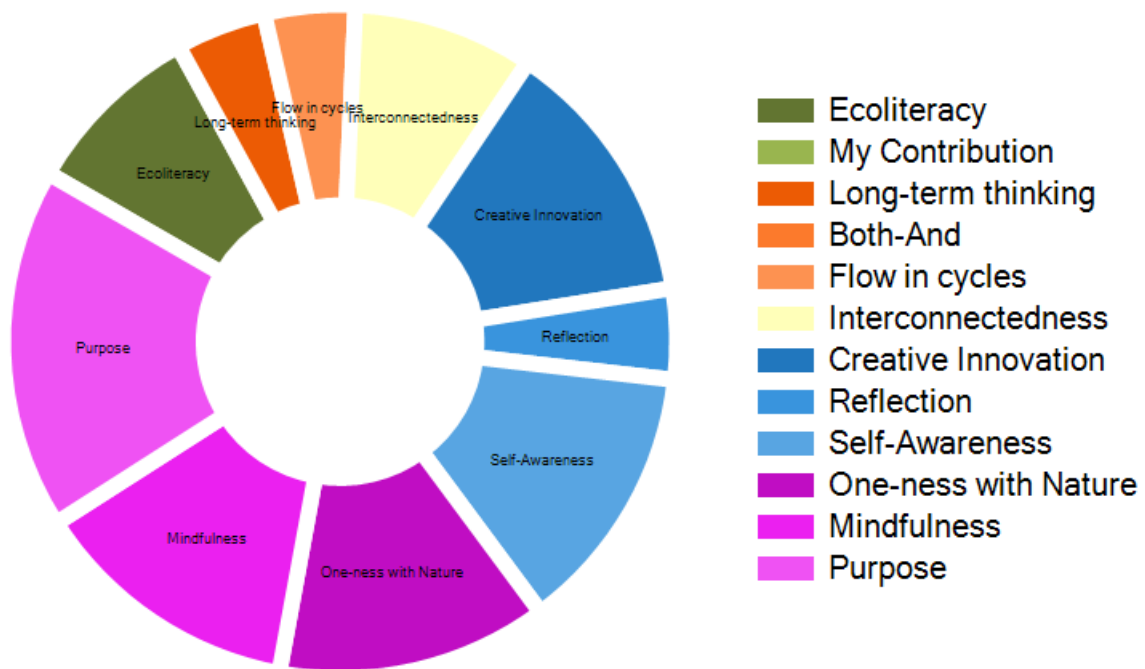 Flow in cycles
Long-term thinking
Interconnectedness
Ecoliteracy
Creative Innovation
Reflection
Purpose
Self-Awareness
Mindfulness
One-ness with Nature
Ecoliteracy
My Contribution
Long-term thinking
Both-And
Flow in cycles
Interconnectedness
Creative Innovation
Reflection
Self-Awareness
One-ness with Nature
Mindfulness
Purpose